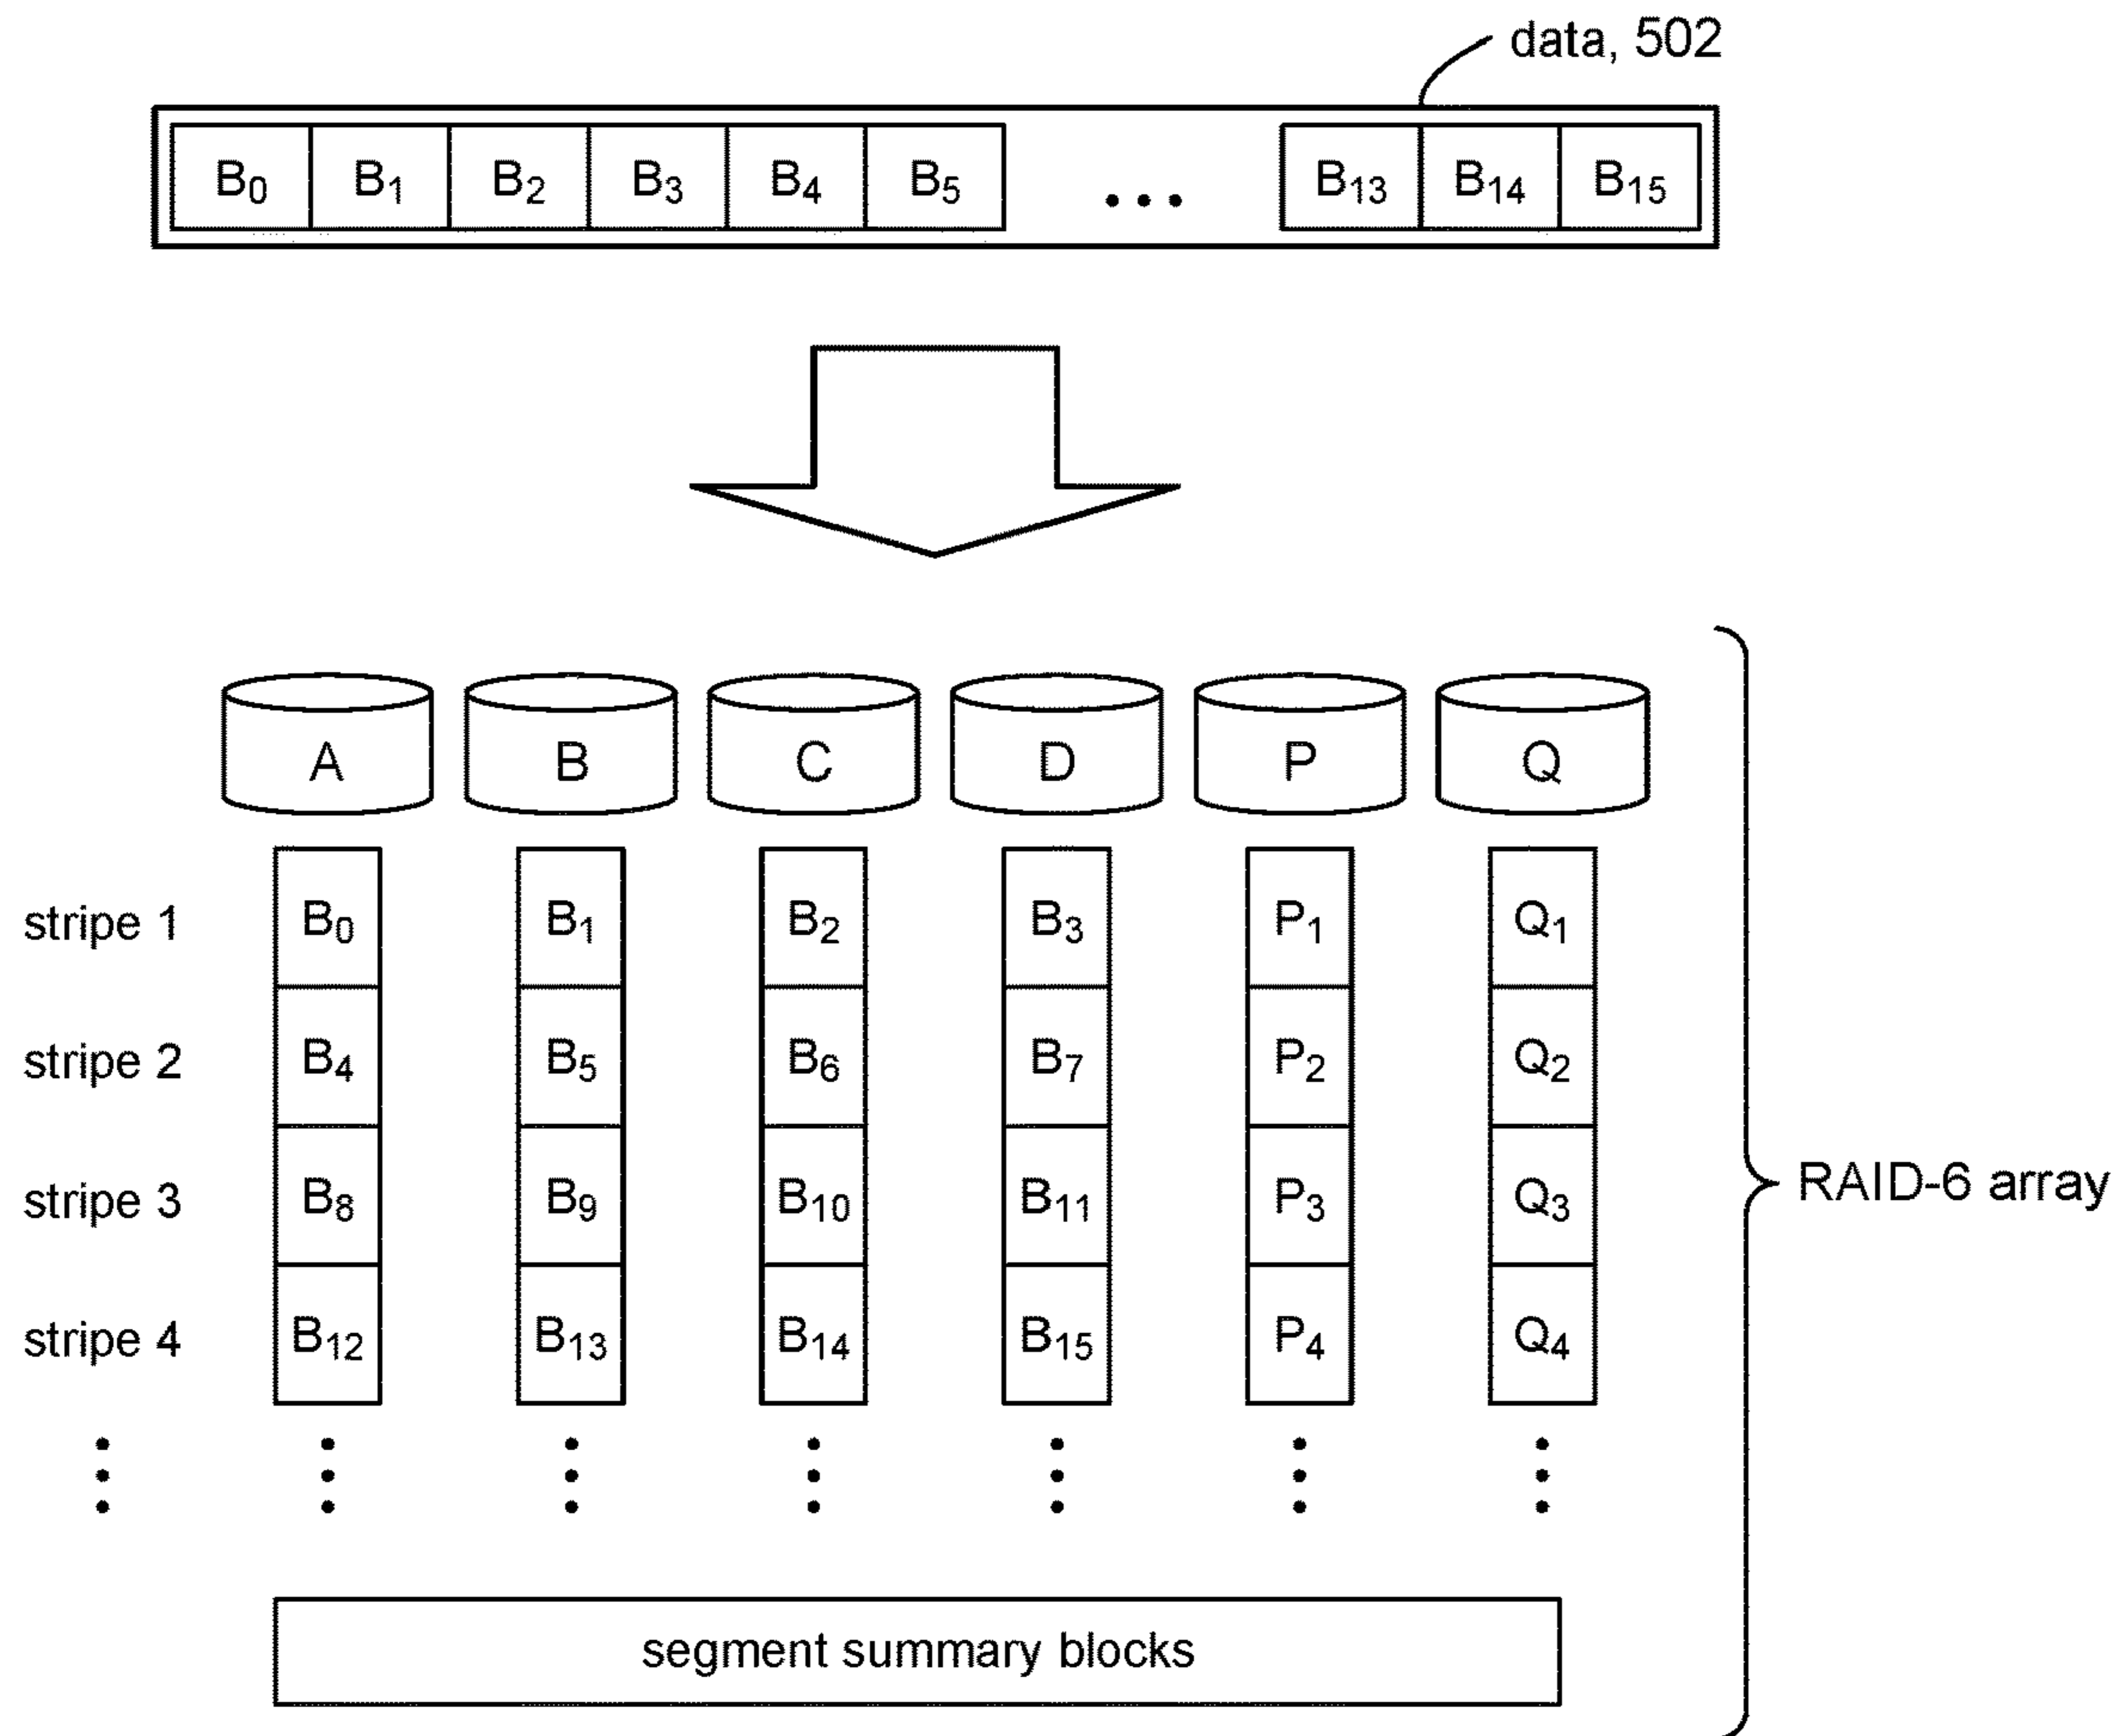 data, 502
B₀ B₁ B₂ B₃ B₄ B₅ ... B₁₃ B₁₄ B₁₅
A B C D P Q
stripe 1 B₀ B₁ B₂ B₃ P₁ Q₁
stripe 2 B₄ B₅ B₆ B₇ P₂ Q₂
stripe 3 B₈ B₉ B₁₀ B₁₁ P₃ Q₃
RAID-6 array
stripe 4 B₁₂ B₁₃ B₁₄ B₁₅ P₄ Q₄
segment summary blocks